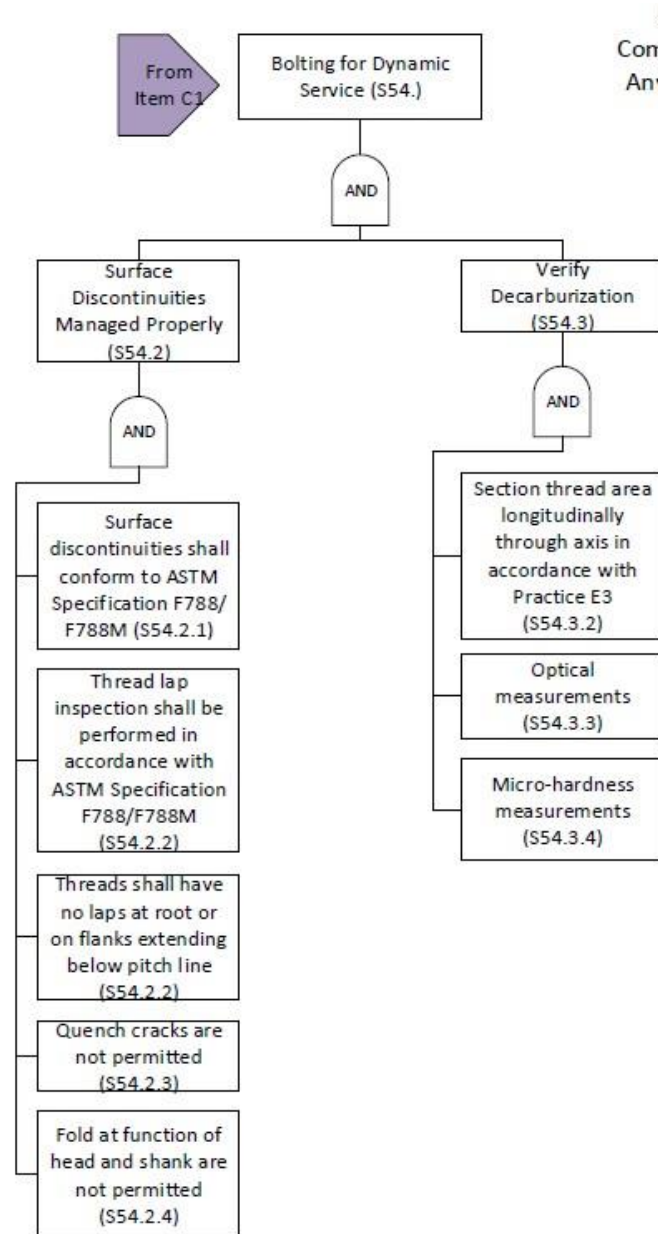 From
Item C1
Bolting for Dynamic
Service (S54.)
Com
Any
AND
Surface
Discontinuities
Managed Properly
(S54.2)
Verify
Decarburization
(S54.3)
AND
AND
Surface
discontinuities shall
conform to ASTM
Specification F788/
F788M (S54.2.1)
Thread lap
inspection shall be
performed in
accordance with
ASTM Specification
F788/F788M
(S54.2.2)
Threads shall have
no laps at root or
on flanks extending
below pitch line
(S54.2.2)
Quench cracks are
not permitted
(S54.2.3)
Fold at function of
head and shank are
not permitted
(S54.2.4)
Section thread area
longitudinally
through axis in
accordance with
Practice E3
(S54.3.2)
Optical
measurements
(S54.3.3)
Micro-hardness
measurements
(S54.3.4)